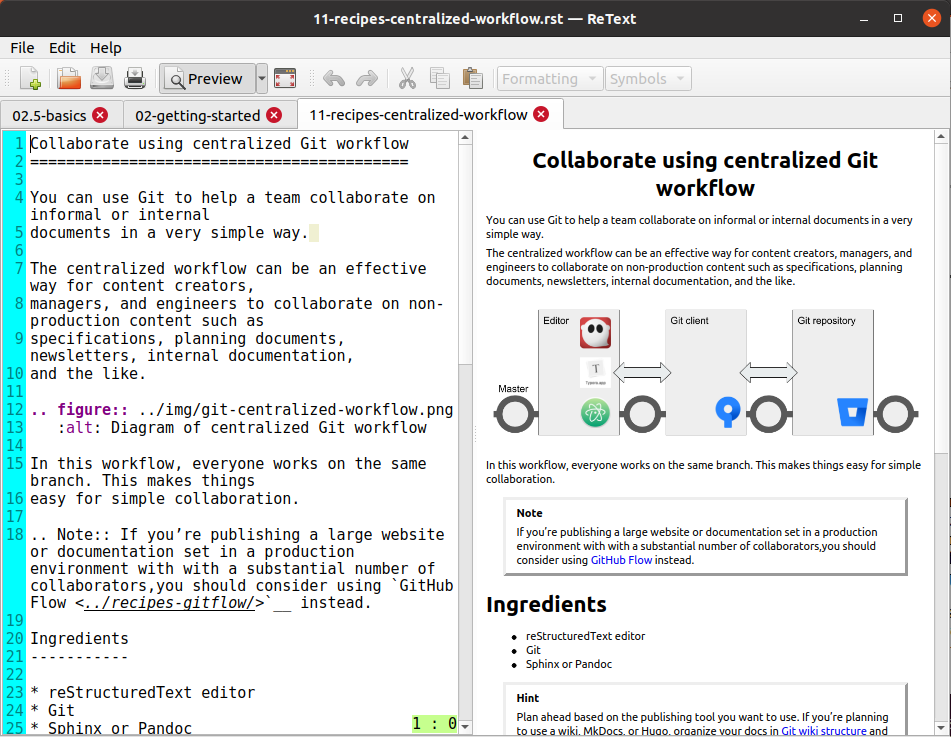 11-recipes-centralized-workflow.rst — ReText
File Edit Help
Preview Formatting Symbols
02.5-basics 02-getting-started 11-recipes-centralized-workflow
1 Collaborate using centralized Git workflow
2 ==========================================
3
4 You can use Git to help a team collaborate on
informal or internal
5 documents in a very simple way.
6
7 The centralized workflow can be an effective
way for content creators,
8 managers, and engineers to collaborate on non-
production content such as
9 specifications, planning documents,
newsletters, internal documentation,
10 and the like.
11
12 .. figure:: ../img/git-centralized-workflow.png
13 :alt: Diagram of centralized Git workflow
14
15 In this workflow, everyone works on the same
branch. This makes things
16 easy for simple collaboration.
17
18 .. Note:: If you’re publishing a large website
or documentation set in a production
environment with with a substantial number of
collaborators,you should consider using `GitHub
Flow <../recipes-gitflow/>`__ instead.
19
20 Ingredients
21 -----------
22
23 * reStructuredText editor
24 * Git
25 * Sphinx or Pandoc
1 : 0
Collaborate using centralized Git
workflow
You can use Git to help a team collaborate on informal or internal documents in a very
simple way.
The centralized workflow can be an effective way for content creators, managers, and
engineers to collaborate on non-production content such as specifications, planning
documents, newsletters, internal documentation, and the like.
Editor Git client Git repository
T
Typora.app
Master
In this workflow, everyone works on the same branch. This makes things easy for simple
collaboration.
Note
If you’re publishing a large website or documentation set in a production
environment with with a substantial number of collaborators,you should
consider using GitHub Flow instead.
Ingredients
• reStructuredText editor
• Git
• Sphinx or Pandoc
Hint
Plan ahead based on the publishing tool you want to use. If you’re planning
to use a wiki, MkDocs, or Hugo, organize your docs in Git wiki structure and